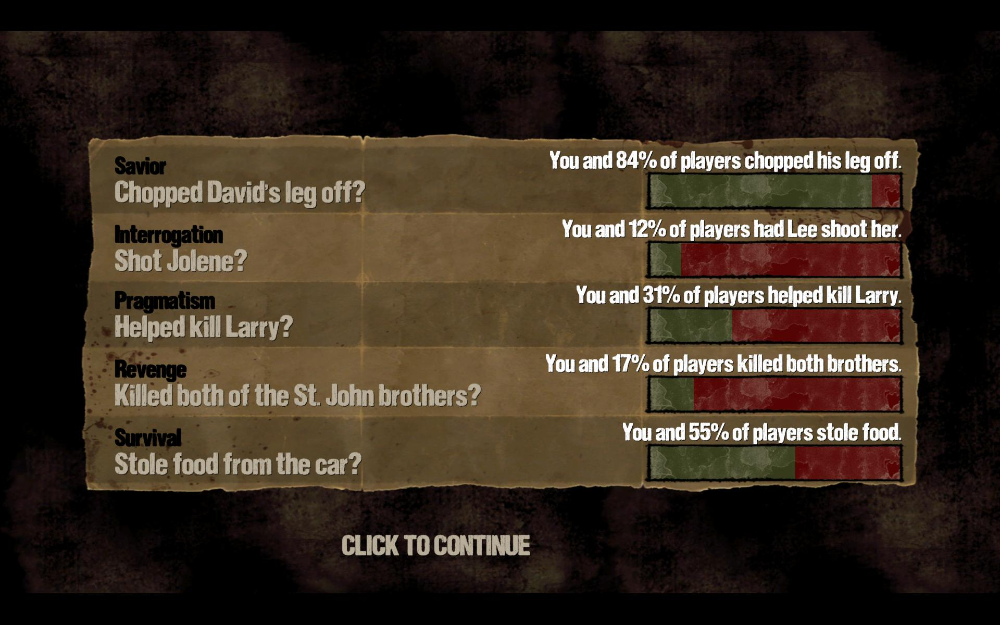 Savior
You and 84% of players chopped his leg off.
Chopped David's leg off?
Interrogation
You and 12% of players had Lee shoot her.
Shot Jolene?
Pragmatism
You and 31% of players helped kill Larry.
Helped kill Larry?
Revenge
You and 17% of players killed both brothers.
Killed both of the St. John brothers?
Survival
You and 55% of players stole food.
Stole food from the car?
CLICK TO CONTINUE